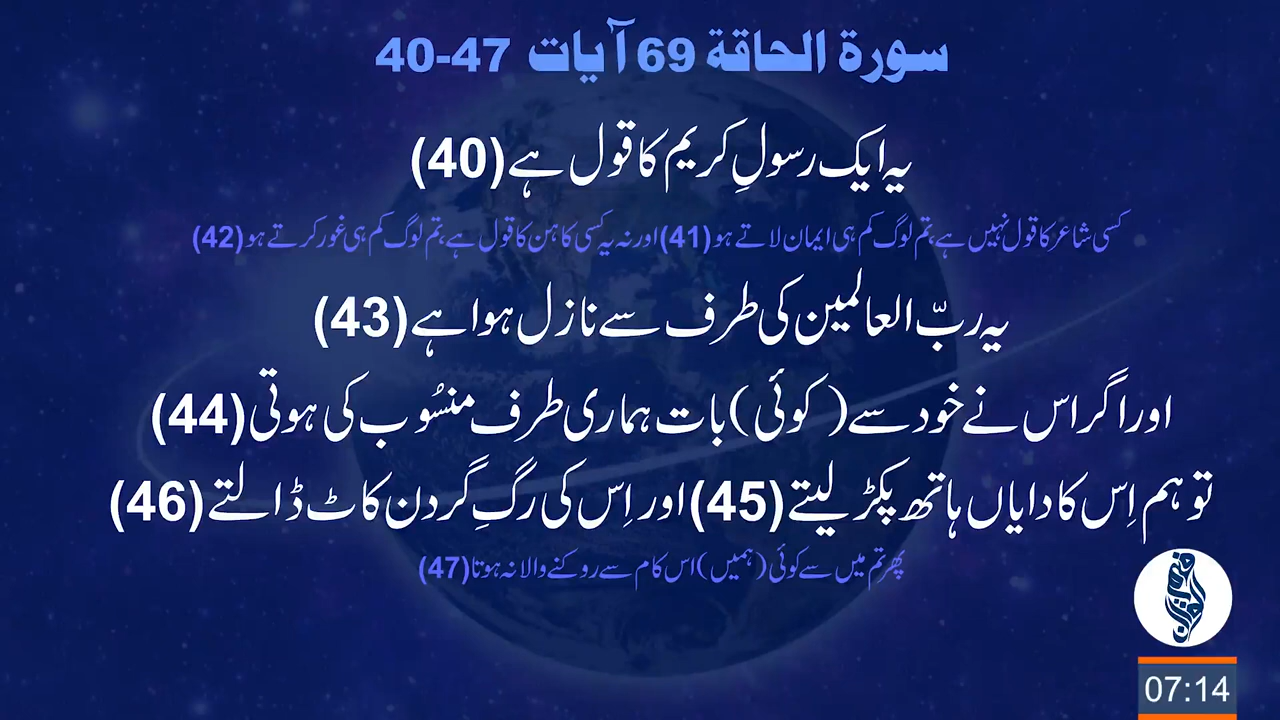 سورة الحاقة 69 آیات 40-47
یہ ایک رسولِ کریم کا قول ہے (40)
کسی شاعر کا قول نہیں ہے، تم لوگ کم ہی ایمان لاتے ہو (41) اور نہ یہ کسی کاہن کا قول ہے، تم لوگ کم ہی غور کرتے ہو (42)
یہ ربّ العالمین کی طرف سے نازل ہوا ہے (43)
اور اگر اس نے خود سے (کوئی) بات ہماری طرف منسُوب کی ہوتی (44)
تو ہم اِس کا دایاں ہاتھ پکڑ لیتے (45) اور اِس کی رگِ گردن کاٹ ڈالتے (46)
پھر تم میں سے کوئی (ہمیں) اس کام سے روکنے والا نہ ہوتا (47)
07:14